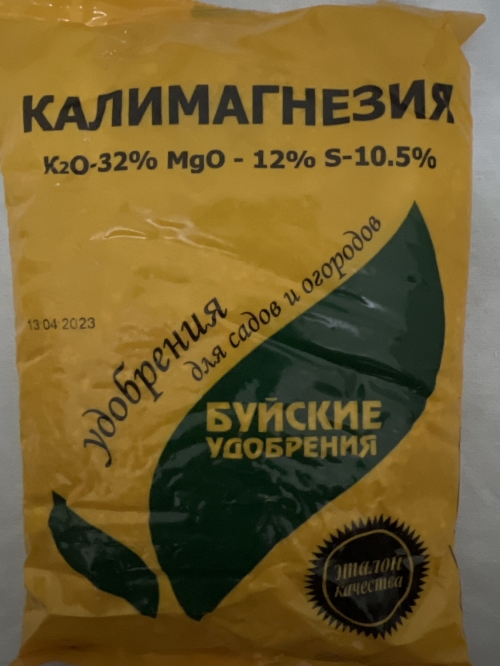 КАЛИМАГНЕЗИЯ
K₂O-32% MgO - 12% S-10.5%
13 04 2023
удобрения
для садов и огородов
БУЙСКИЕ
УДОБРЕНИЯ
эталон
качества